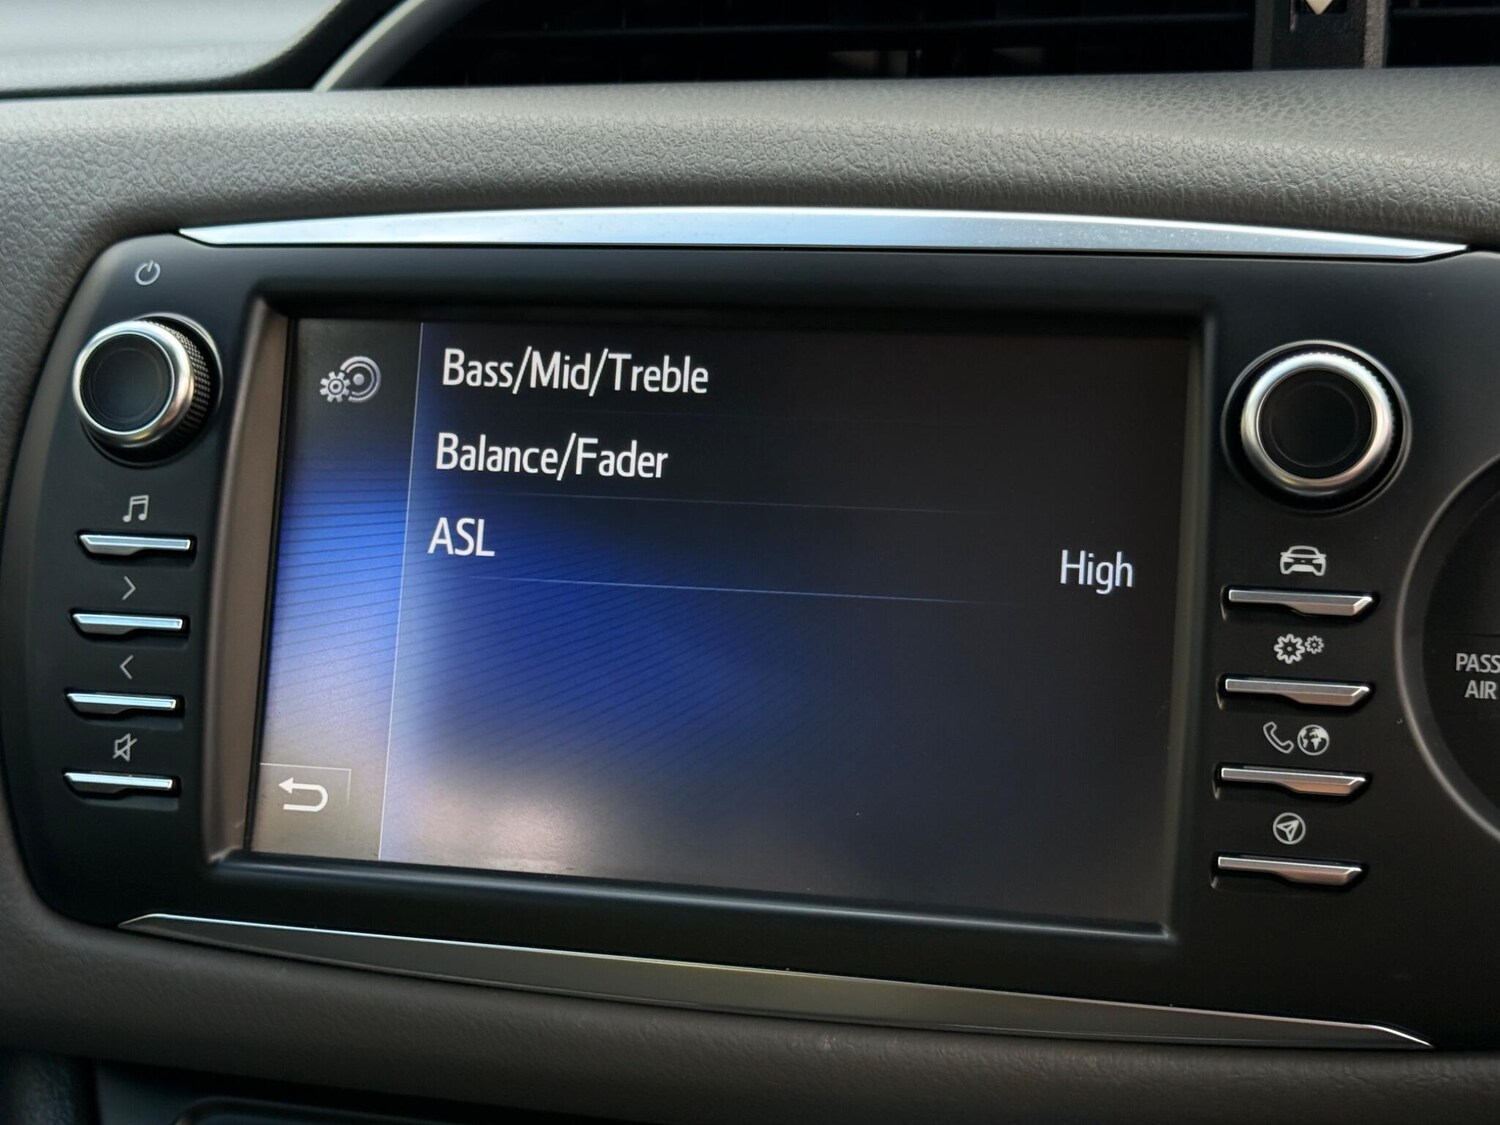 Bass/Mid/Treble
Balance/Fader
ASL
High
PASS
AIR